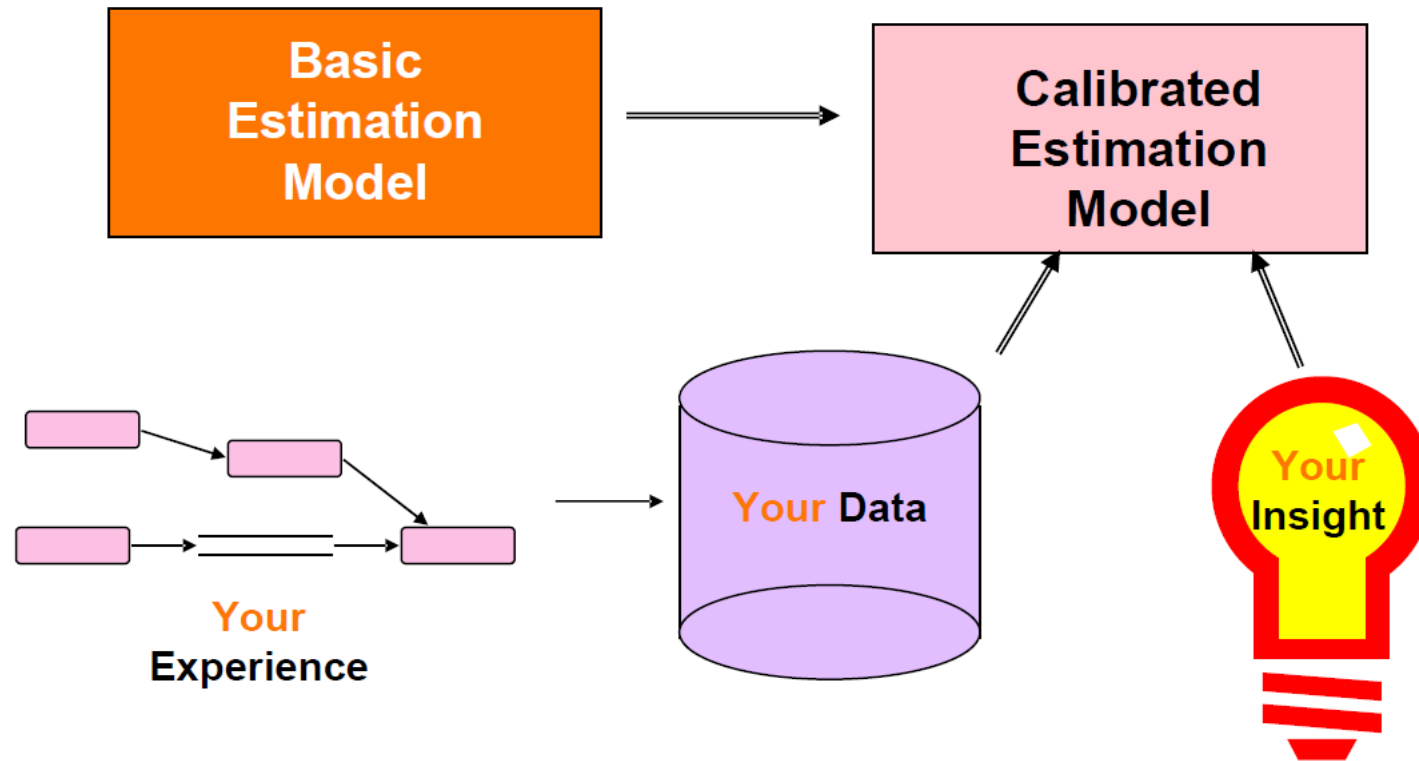 Basic
Estimation
Model
Calibrated
Estimation
Model
Your
Experience
Your Data
Your
Insight